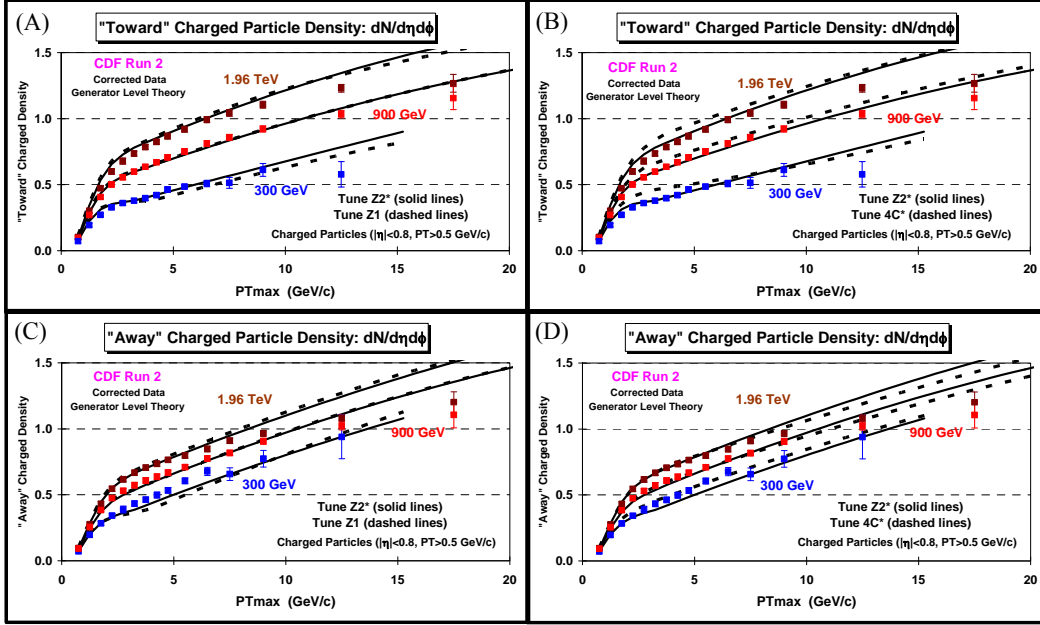 (A)
"Toward" Charged Particle Density: dN/dηdϕ
CDF Run 2
Corrected Data
Generator Level Theory
1.96 TeV
900 GeV
300 GeV
Tune Z2* (solid lines)
Tune Z1 (dashed lines)
Charged Particles (|η|<0.8, PT>0.5 GeV/c)
"Toward" Charged Density
1.5
1.0
0.5
0.0
0 5 10 15 20
PTmax (GeV/c)
(B)
"Toward" Charged Particle Density: dN/dηdϕ
CDF Run 2
Corrected Data
Generator Level Theory
1.96 TeV
900 GeV
300 GeV
Tune Z2* (solid lines)
Tune 4C* (dashed lines)
Charged Particles (|η|<0.8, PT>0.5 GeV/c)
"Toward" Charged Density
1.5
1.0
0.5
0.0
0 5 10 15 20
PTmax (GeV/c)
(C)
"Away" Charged Particle Density: dN/dηdϕ
CDF Run 2
Corrected Data
Generator Level Theory
1.96 TeV
900 GeV
300 GeV
Tune Z2* (solid lines)
Tune Z1 (dashed lines)
Charged Particles (|η|<0.8, PT>0.5 GeV/c)
"Away" Charged Density
1.5
1.0
0.5
0.0
0 5 10 15 20
PTmax (GeV/c)
(D)
"Away" Charged Particle Density: dN/dηdϕ
CDF Run 2
Corrected Data
Generator Level Theory
1.96 TeV
900 GeV
300 GeV
Tune Z2* (solid lines)
Tune 4C* (dashed lines)
Charged Particles (|η|<0.8, PT>0.5 GeV/c)
"Away" Charged Density
1.5
1.0
0.5
0.0
0 5 10 15 20
PTmax (GeV/c)